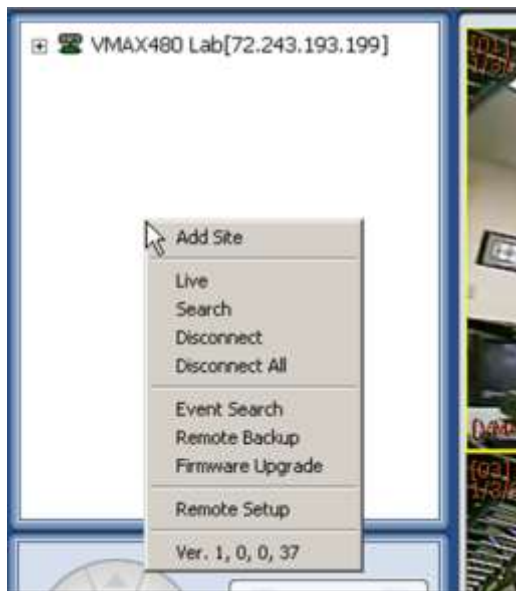 VMAX480 Lab[72.243.193.199]
Add Site
Live
Search
Disconnect
Disconnect All
Event Search
Remote Backup
Firmware Upgrade
Remote Setup
Ver. 1, 0, 0, 37
[03]